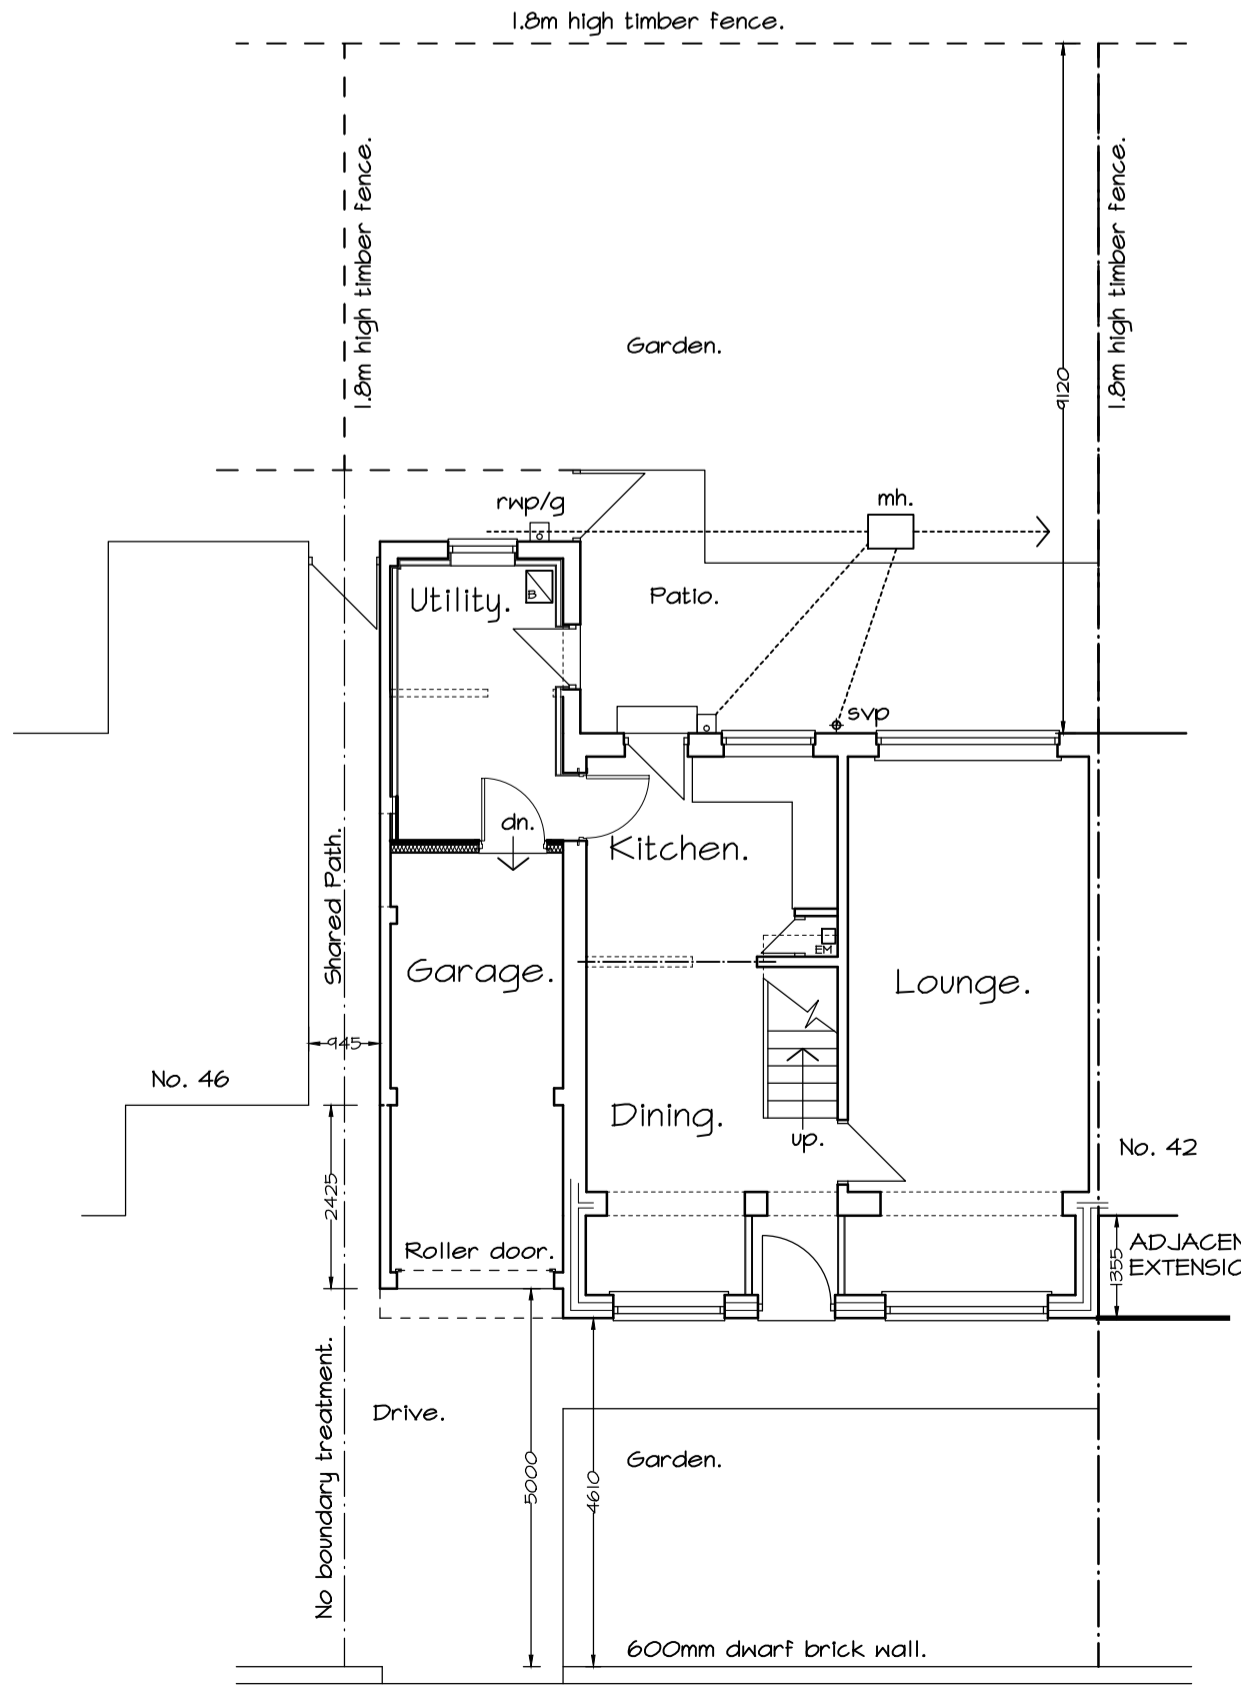 1.8m high timber fence.
1.8m high timber fence.
1.8m high timber fence.
Garden.
9120
rwp/g
mh.
Utility.
B
Patio.
svp
dn.
Kitchen.
Shared Path.
EM
Garage.
Lounge.
945
No. 46
Dining.
up.
No. 42
2425
Roller door.
1355
ADJACEN
EXTENSIO
No boundary treatment.
Drive.
5000
4610
Garden.
600mm dwarf brick wall.